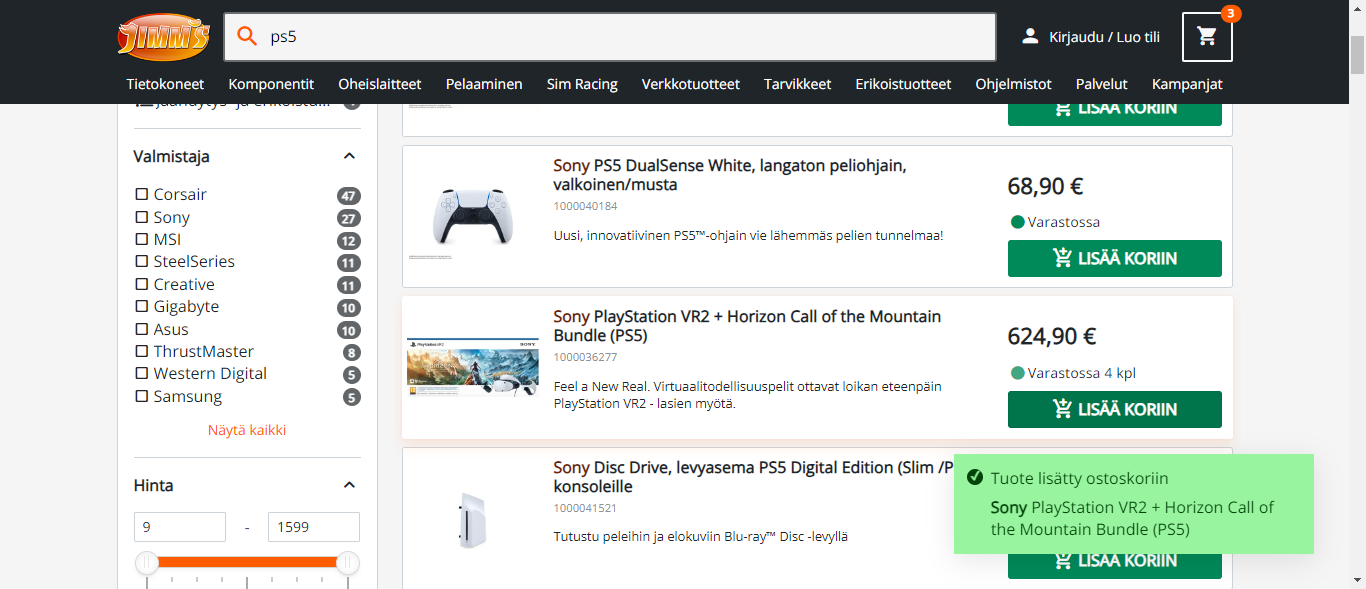 JIMM'S
ps5
Kirjaudu / Luo tili
3
Tietokoneet Komponentit Oheislaitteet Pelaaminen Sim Racing Verkkotuotteet Tarvikkeet Erikoistuotteet Ohjelmistot Palvelut Kampanjat
LISÄÄ KORIIN
Valmistaja
Corsair 47
Sony 27
MSI 12
SteelSeries 11
Creative 11
Gigabyte 10
Asus 10
ThrustMaster 8
Western Digital 5
Samsung 5
Näytä kaikki
Hinta
9 - 1599
Sony PS5 DualSense White, langaton peliohjain,
valkoinen/musta
1000040184
Uusi, innovatiivinen PS5™-ohjain vie lähemmäs pelien tunnelmaa!
68,90 €
Varastossa
LISÄÄ KORIIN
Sony PlayStation VR2 + Horizon Call of the Mountain
Bundle (PS5)
1000036277
Feel a New Real. Virtuaalitodellisuuspelit ottavat loikan eteenpäin
PlayStation VR2 - lasien myötä.
624,90 €
Varastossa 4 kpl
LISÄÄ KORIIN
Sony Disc Drive, levyasema PS5 Digital Edition (Slim /P
konsoleille
1000041521
Tutustu peleihin ja elokuviin Blu-ray™ Disc -levyllä
Tuote lisätty ostoskoriin
Sony PlayStation VR2 + Horizon Call of
the Mountain Bundle (PS5)
LISÄÄ KORIIN